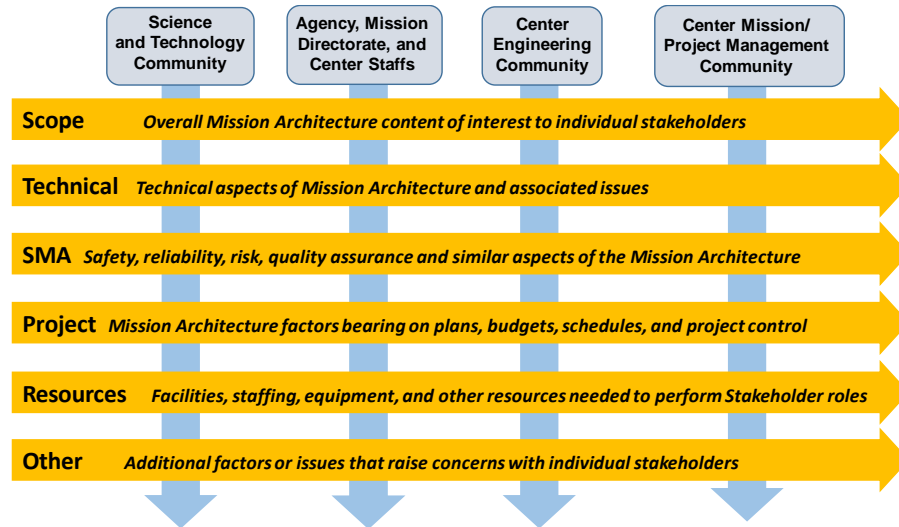 Science
and Technology
Community
Agency, Mission
Directorate, and
Center Staffs
Center
Engineering
Community
Center Mission/
Project Management
Community
Scope Overall Mission Architecture content of interest to individual stakeholders
Technical Technical aspects of Mission Architecture and associated issues
SMA Safety, reliability, risk, quality assurance and similar aspects of the Mission Architecture
Project Mission Architecture factors bearing on plans, budgets, schedules, and project control
Resources Facilities, staffing, equipment, and other resources needed to perform Stakeholder roles
Other Additional factors or issues that raise concerns with individual stakeholders